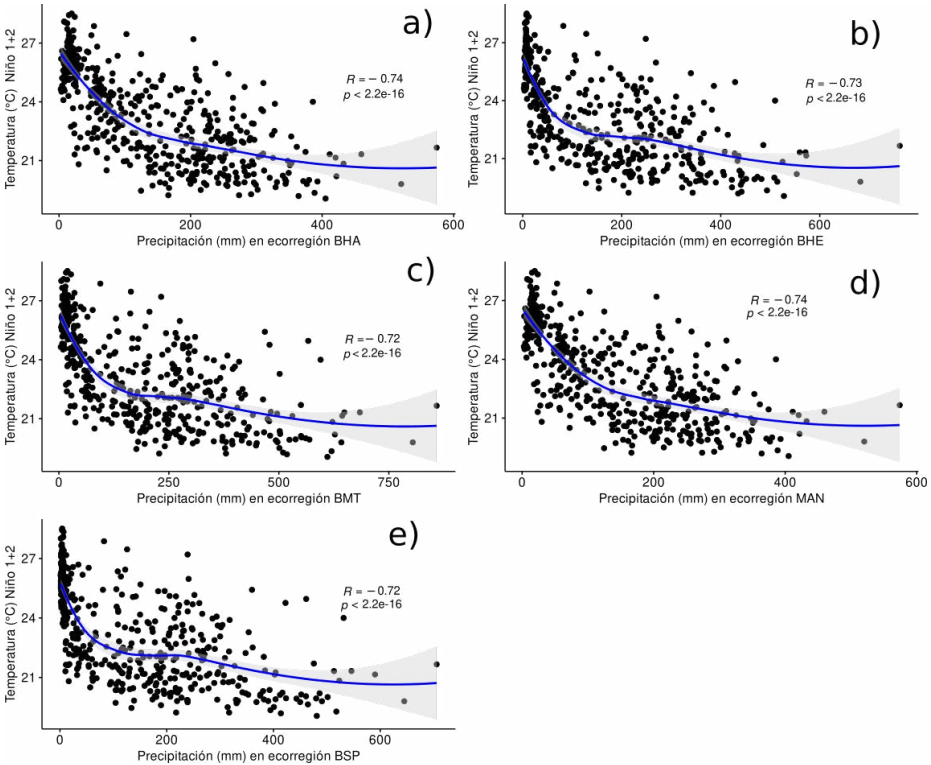 a)
Temperatura (°C) Niño 1+2
27
24
21
R = − 0.74
p < 2.2e-16
0
200
400
600
Precipitación (mm) en ecorregión BHA
b)
Temperatura (°C) Niño 1+2
27
24
21
R = − 0.73
p < 2.2e-16
0
200
400
600
Precipitación (mm) en ecorregión BHE
c)
Temperatura (°C) Niño 1+2
27
24
21
R = − 0.72
p < 2.2e-16
0
250
500
750
Precipitación (mm) en ecorregión BMT
d)
Temperatura (°C) Niño 1+2
27
24
21
R = − 0.74
p < 2.2e-16
0
200
400
600
Precipitación (mm) en ecorregión MAN
e)
Temperatura (°C) Niño 1+2
27
24
21
R = − 0.72
p < 2.2e-16
0
200
400
600
Precipitación (mm) en ecorregión BSP